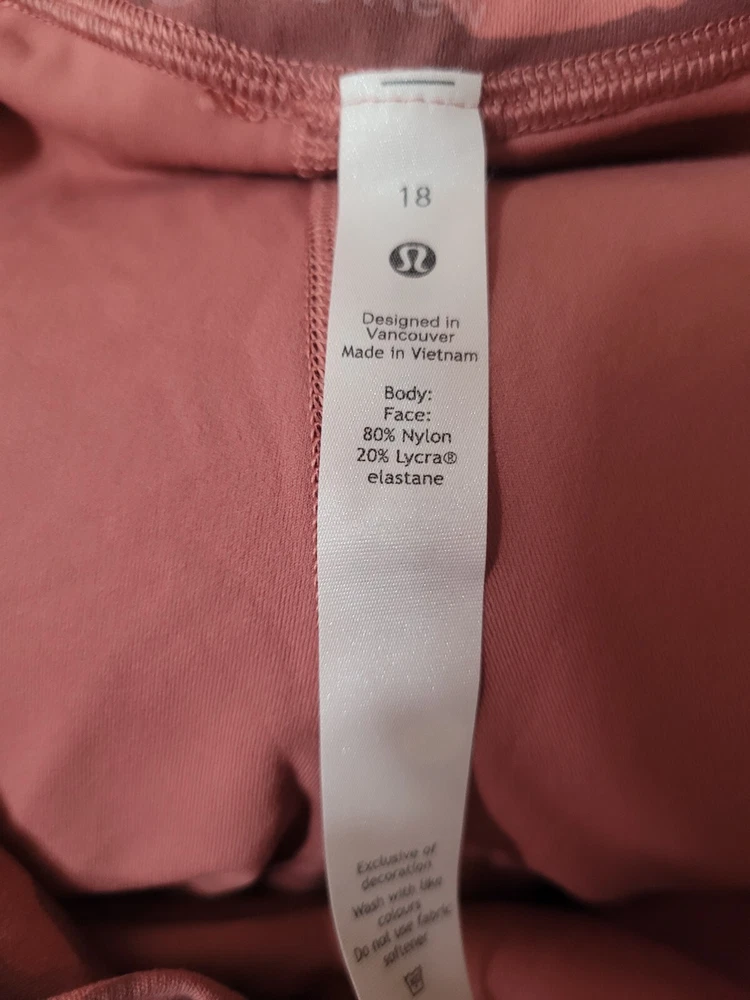 18
Designed in
Vancouver
Made in Vietnam
Body:
Face:
80% Nylon
20% Lycra®
elastane
Exclusive of
decoration
Wash with like
colours
Do not use fabric
softener